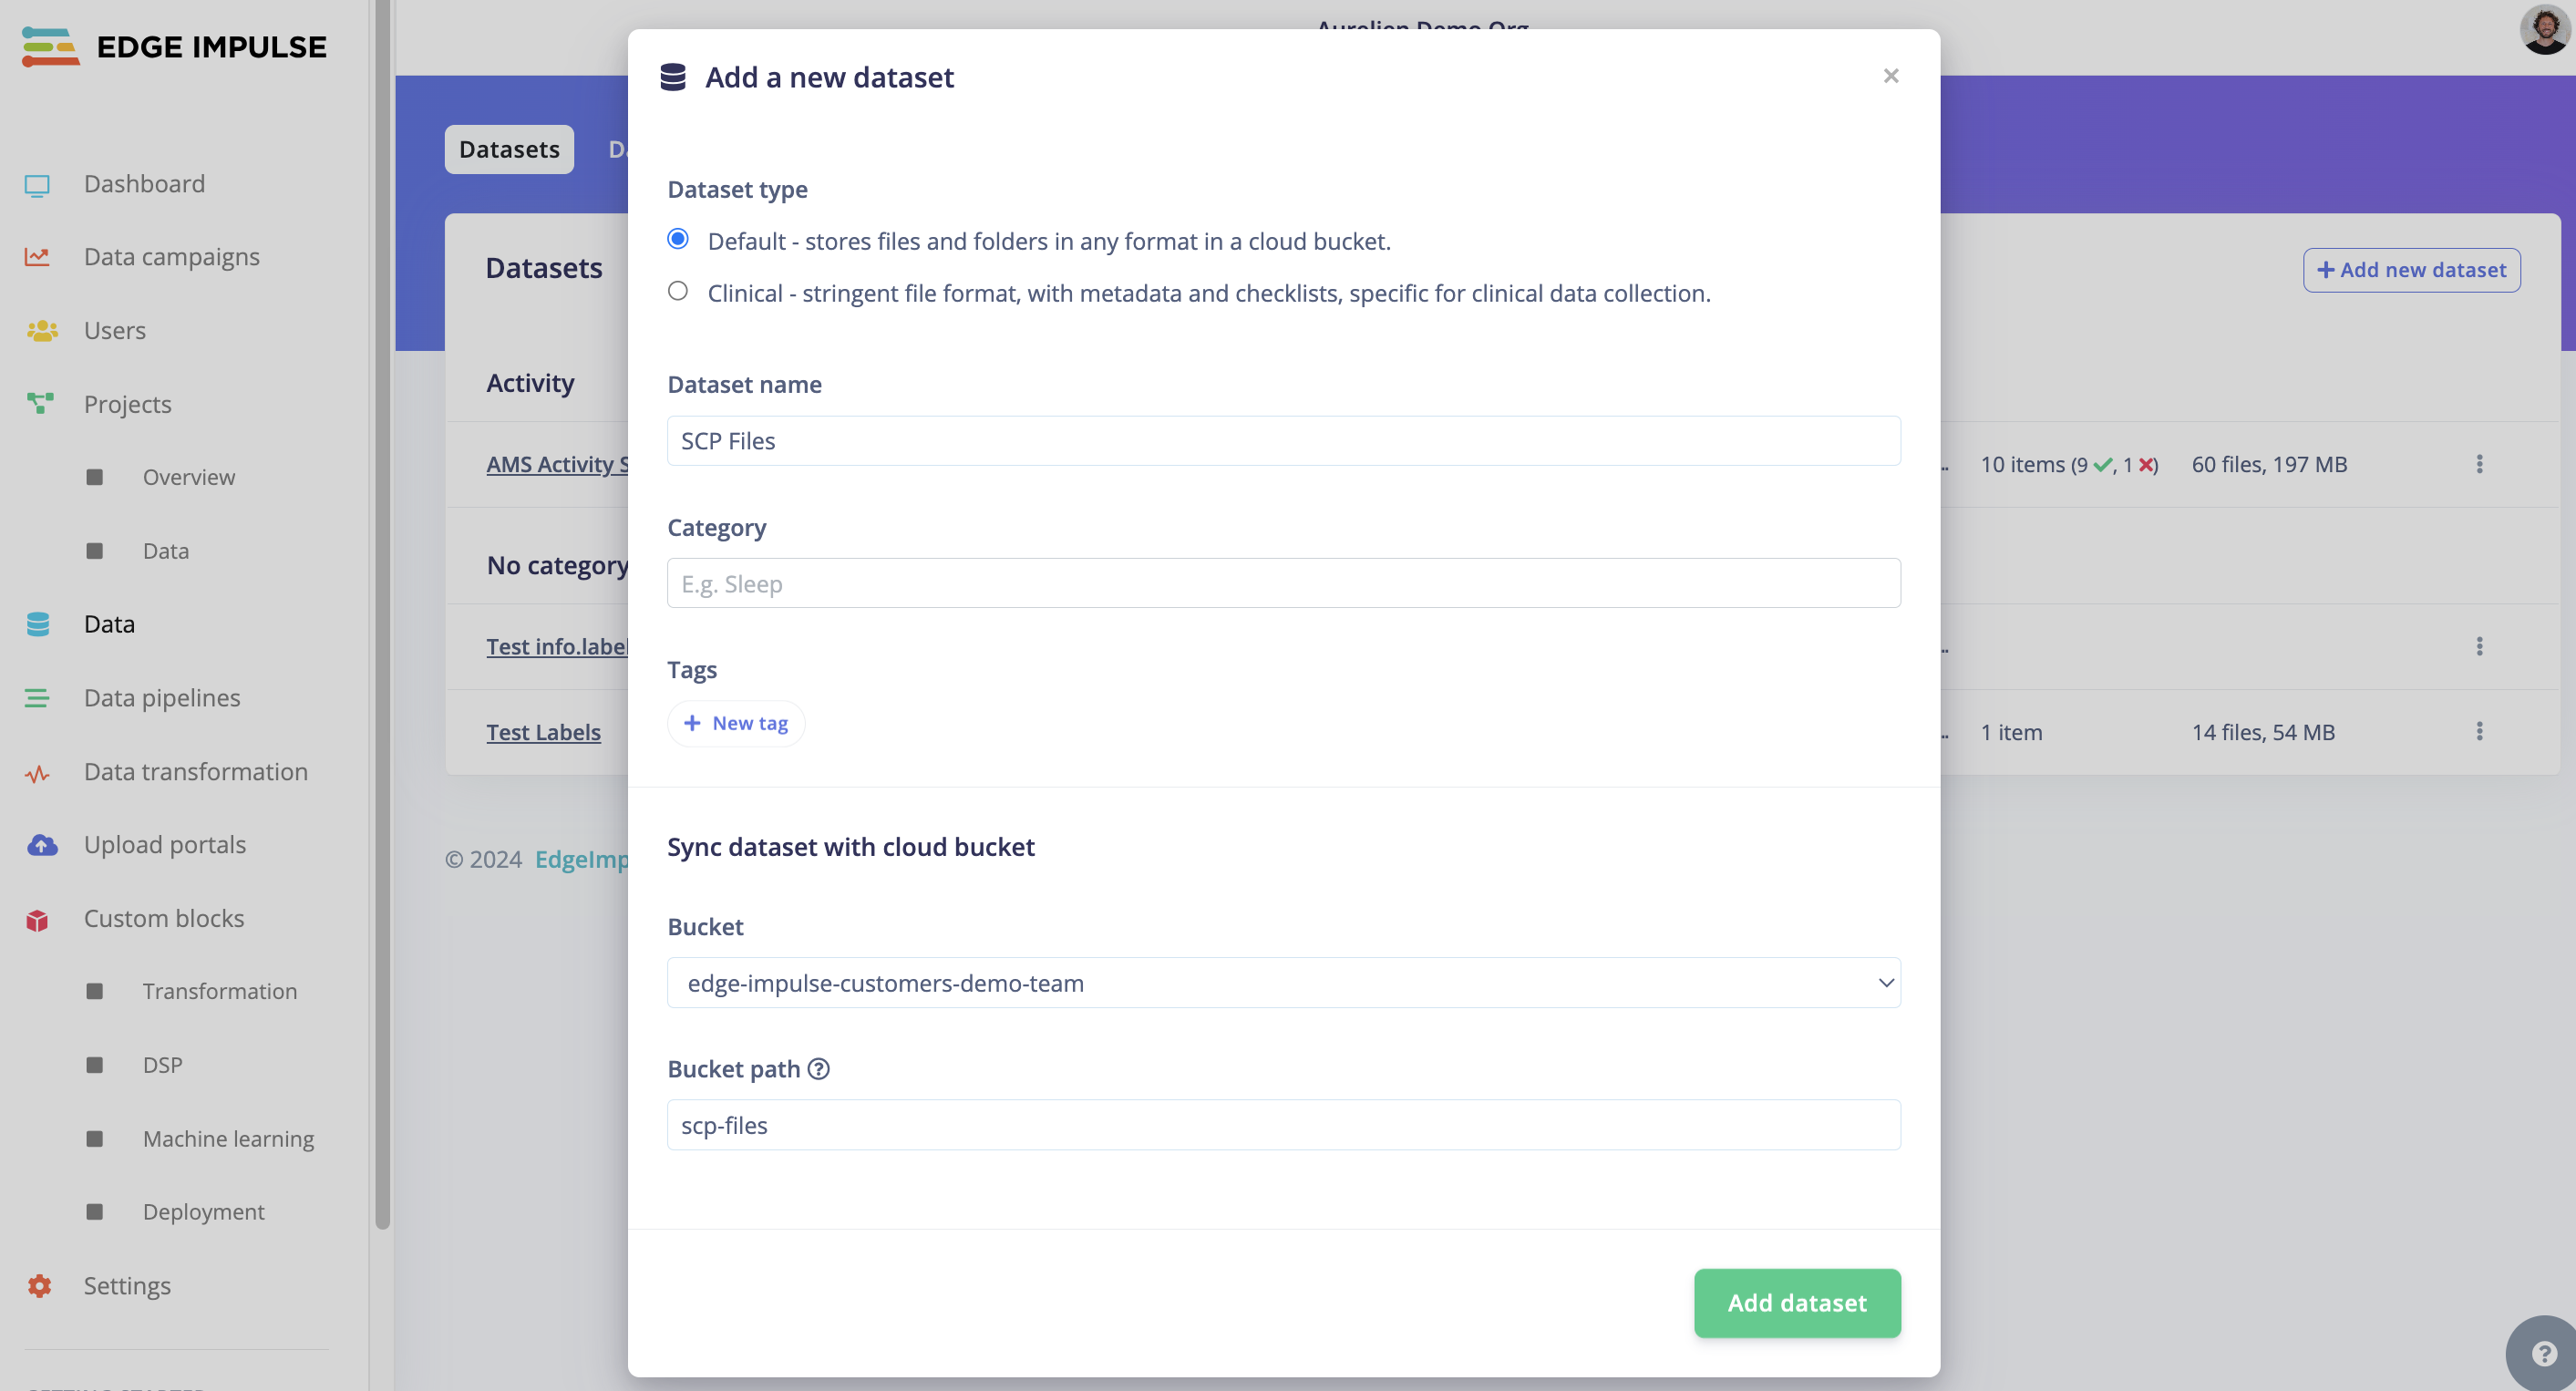 EDGE IMPULSE
Dashboard
Data campaigns
Users
Projects
Overview
Data
Data
Data pipelines
Data transformation
Upload portals
Custom blocks
Transformation
DSP
Machine learning
Deployment
Settings
Aurelien Demo Org
Datasets
Datasets
+ Add new dataset
Activity
AMS Activity S
.. 10 items (9 ✓, 1 ✗) 60 files, 197 MB
No category
Test info.label
..
Test Labels
.. 1 item 14 files, 54 MB
© 2024 EdgeImp
Add a new dataset
×
Dataset type
Default - stores files and folders in any format in a cloud bucket.
Clinical - stringent file format, with metadata and checklists, specific for clinical data collection.
Dataset name
SCP Files
Category
E.g. Sleep
Tags
+ New tag
Sync dataset with cloud bucket
Bucket
edge-impulse-customers-demo-team
Bucket path ?
scp-files
Add dataset
?